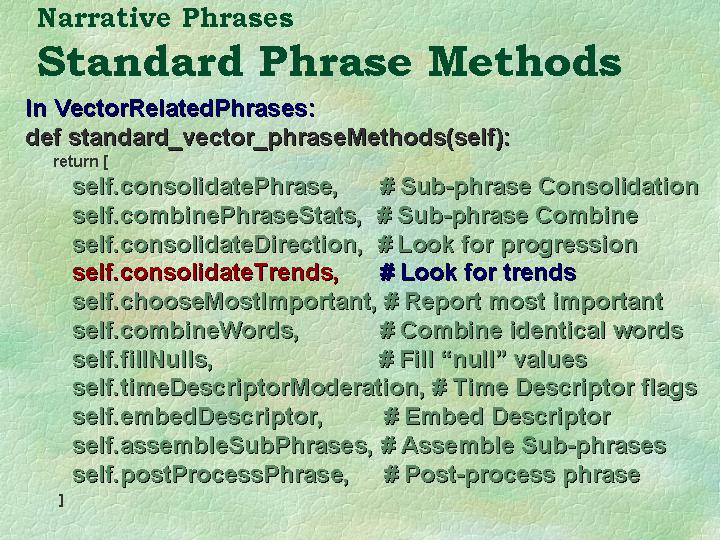 Narrative Phrases
Standard Phrase Methods
In VectorRelatedPhrases:
def standard_vector_phraseMethods(self):
return [
self.consolidatePhrase, # Sub-phrase Consolidation
self.combinePhraseStats, # Sub-phrase Combine
self.consolidateDirection, # Look for progression
self.consolidateTrends, # Look for trends
self.chooseMostImportant, # Report most important
self.combineWords, # Combine identical words
self.fillNulls, # Fill “null” values
self.timeDescriptorModeration, # Time Descriptor flags
self.embedDescriptor, # Embed Descriptor
self.assembleSubPhrases, # Assemble Sub-phrases
self.postProcessPhrase, # Post-process phrase
]